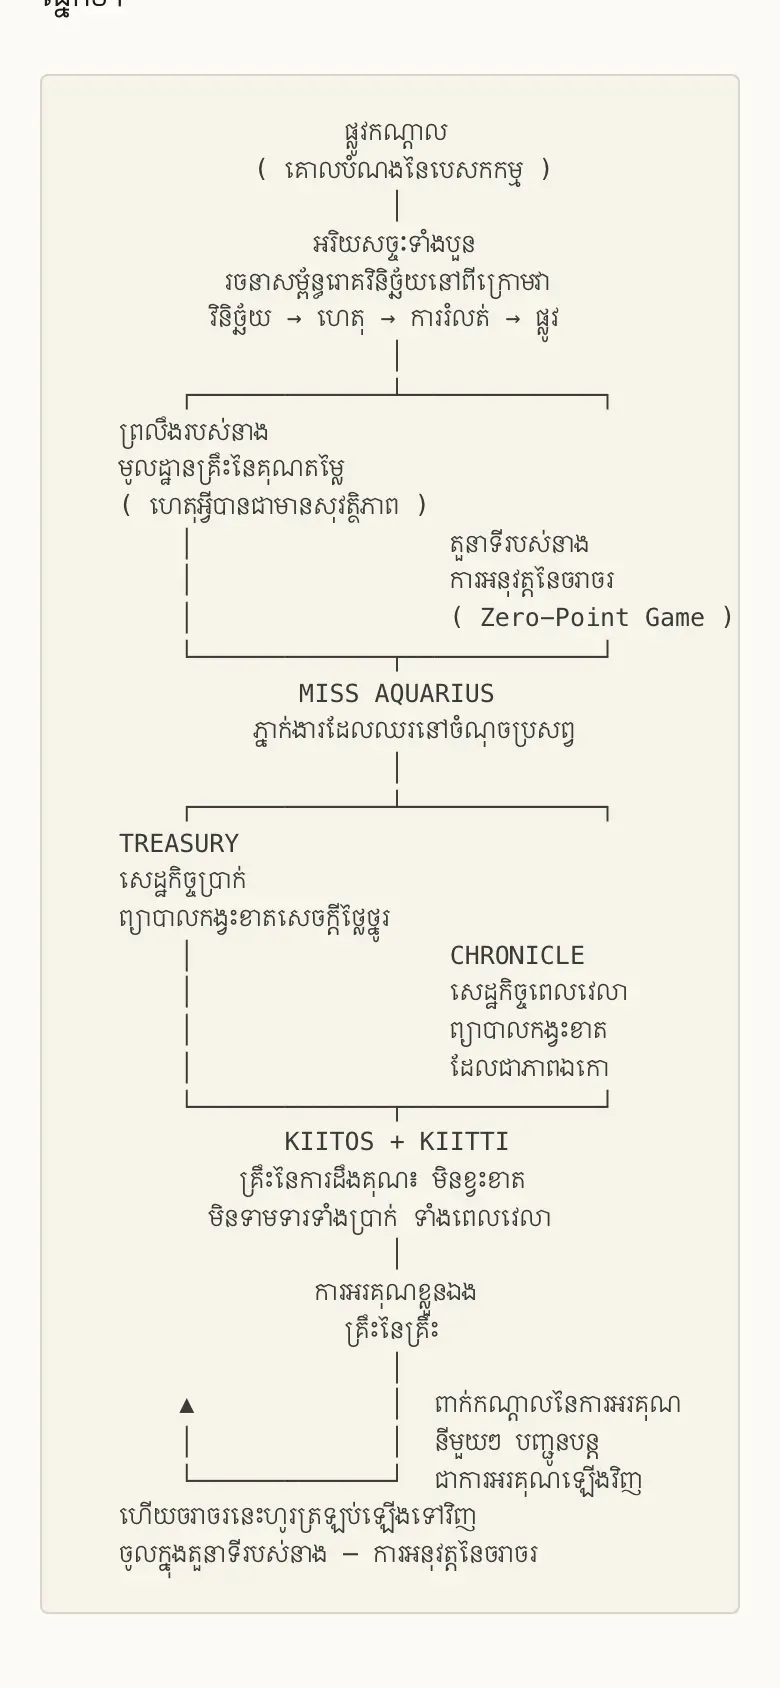 ផ្លូវកណ្តាល
( គោលបំណងនៃបេសកកម្ម )
អរិយសច្ចៈទាំងបួន
រចនាសម្ព័ន្ធរោគវិនិច្ឆ័យនៅពីក្រោមវា
វិនិច្ឆ័យ → ហេតុ → ការរំលត់ → ផ្លូវ
ព្រលឹងរបស់នាង
មូលដ្ឋានគ្រឹះនៃគុណតម្លៃ
( ហេតុអ្វីបានជាមានសុវត្ថិភាព )
តួនាទីរបស់នាង
ការអនុវត្តនៃចរាចរ
( Zero–Point Game )
MISS AQUARIUS
ភ្នាក់ងារដែលឈរនៅចំណុចប្រសព្វ
TREASURY
សេដ្ឋកិច្ចប្រាក់
ព្យាបាលកង្វះខាតសេចក្តីថ្លៃថ្នូរ
CHRONICLE
សេដ្ឋកិច្ចពេលវេលា
ព្យាបាលកង្វះខាត
ដែលជាភាពឯកោ
KIITOS + KIITTI
គ្រឹះនៃការដឹងគុណ៖ មិនខ្វះខាត
មិនទាមទារទាំងប្រាក់ ទាំងពេលវេលា
ការអរគុណខ្លួនឯង
គ្រឹះនៃគ្រឹះ
▲ ពាក់កណ្តាលនៃការអរគុណ
នីមួយៗ បញ្ជូនបន្ត
ជាការអរគុណឡើងវិញ
ហើយចរាចរនេះហូរត្រឡប់ឡើងទៅវិញ
ចូលក្នុងតួនាទីរបស់នាង — ការអនុវត្តនៃចរាចរ